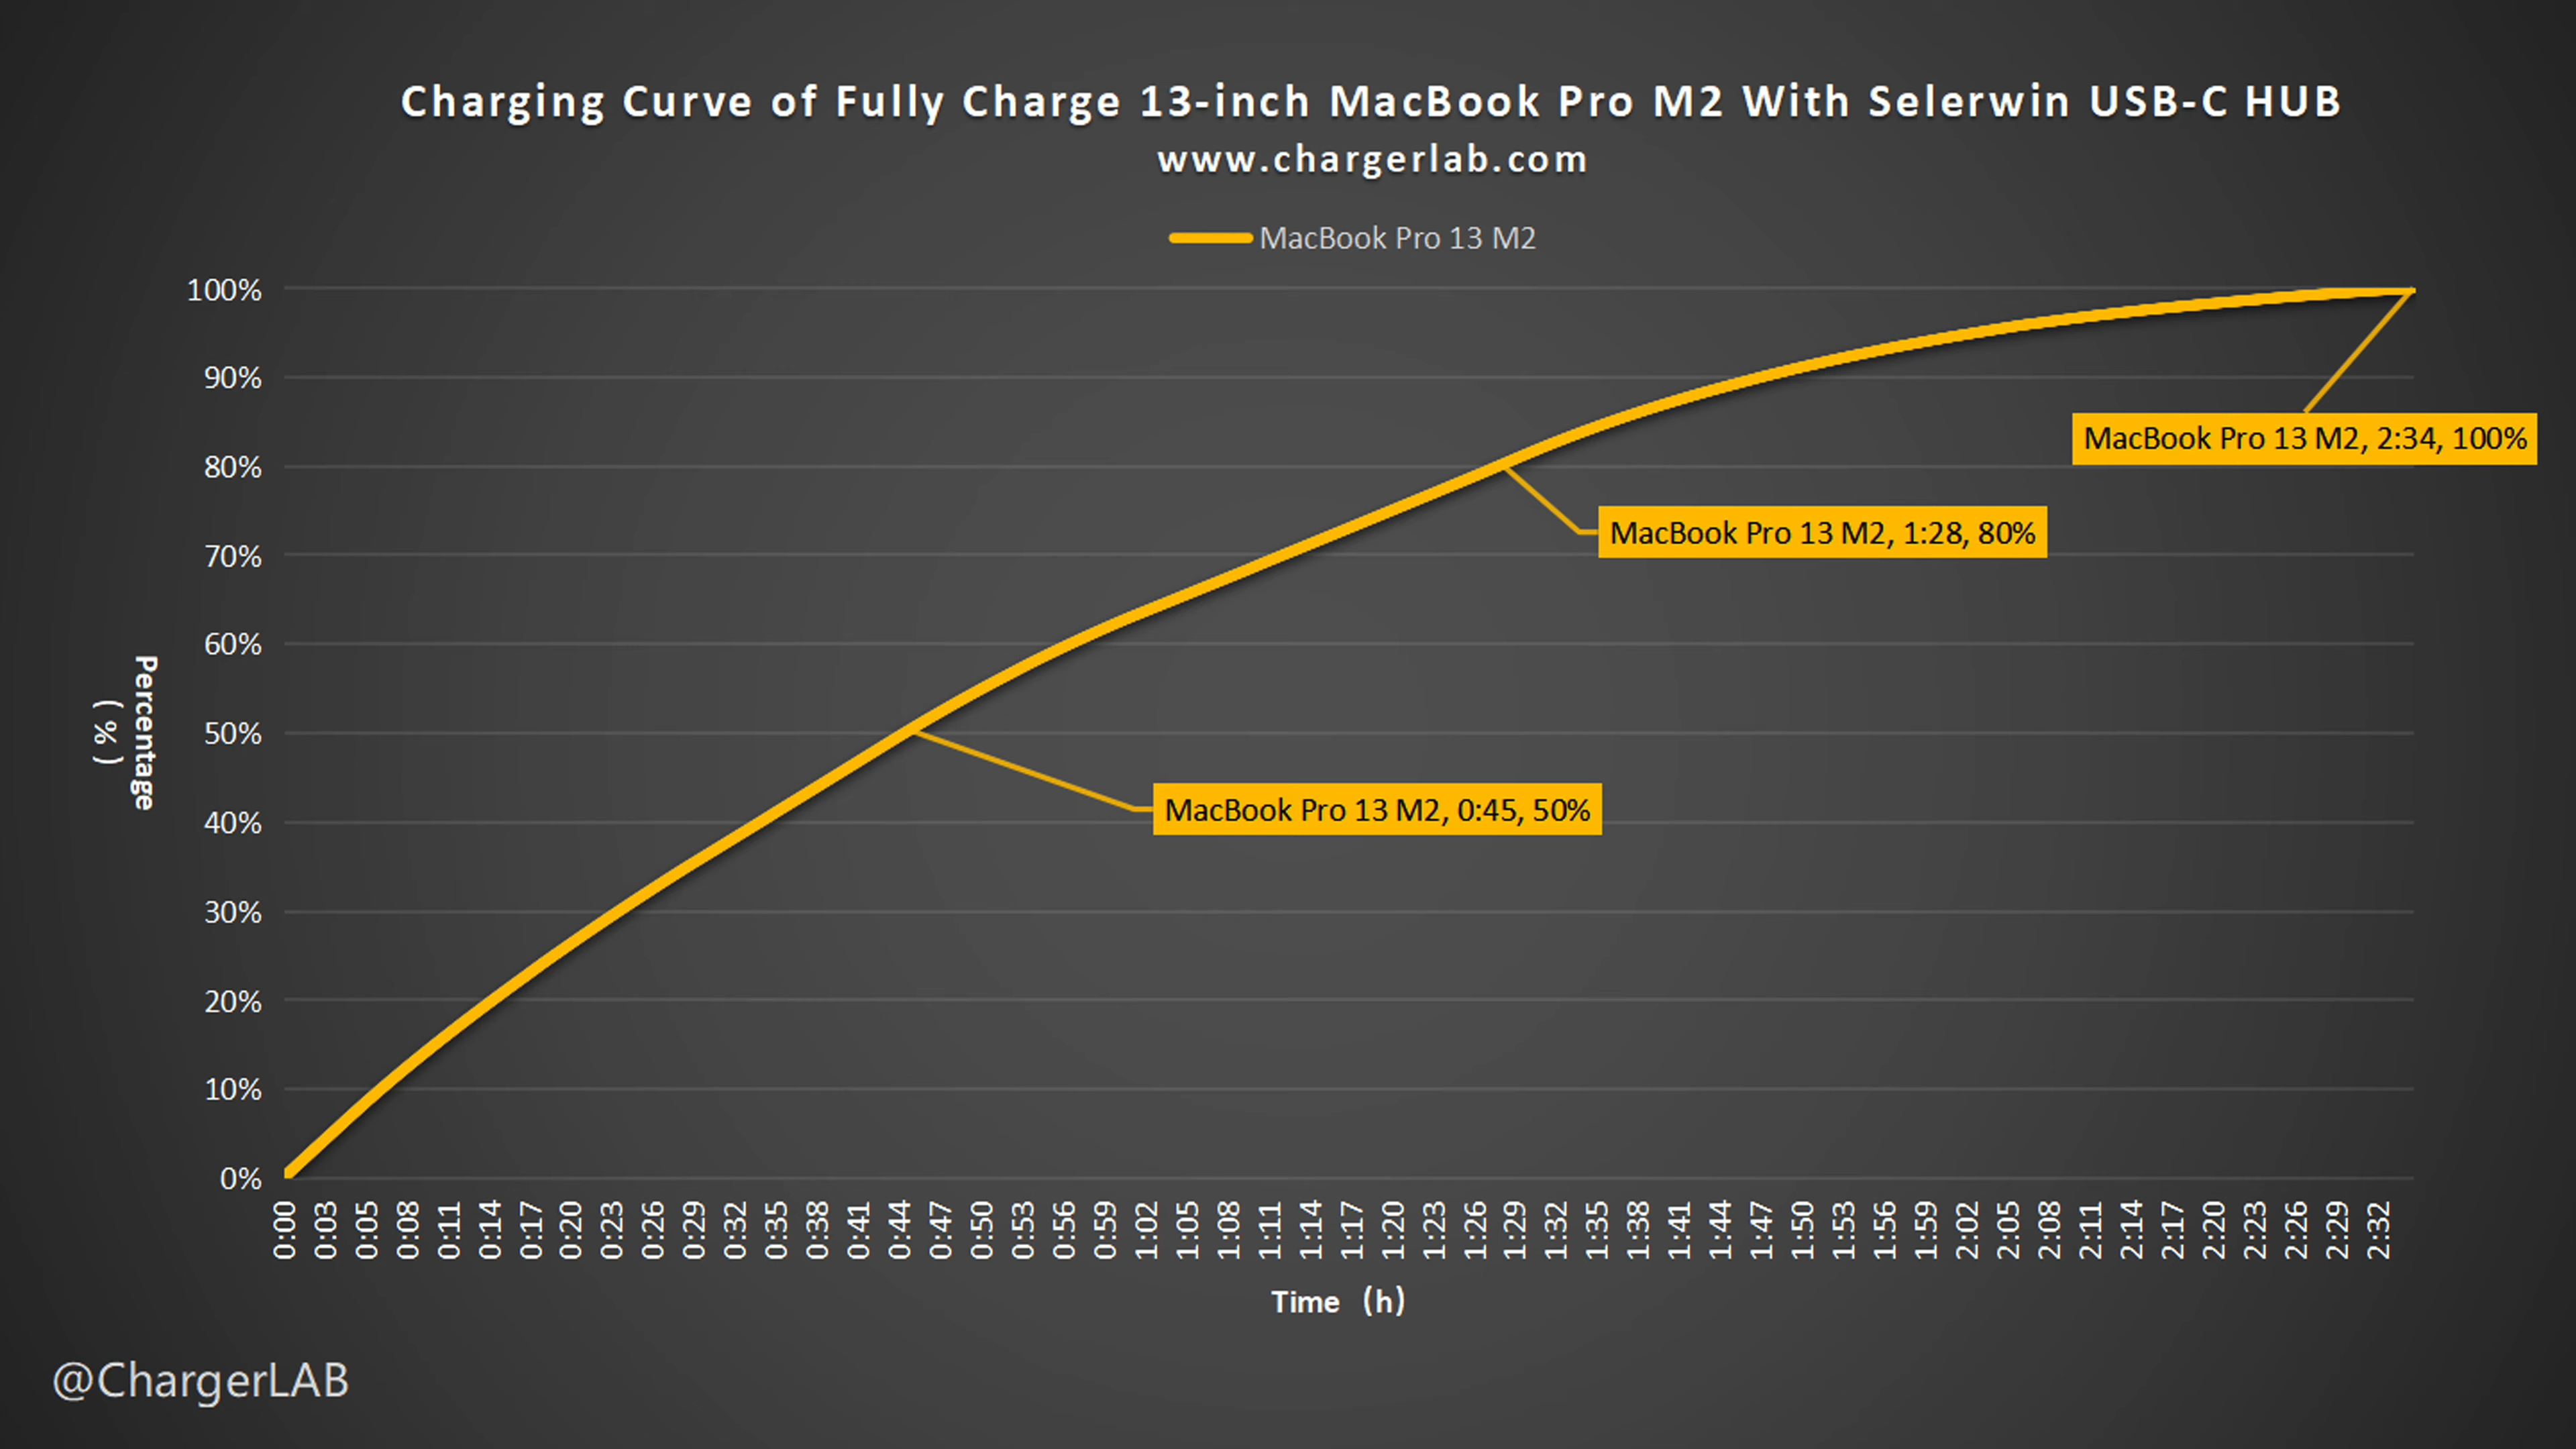 Charging Curve of Fully Charge 13-inch MacBook Pro M2 With Selerwin USB-C HUB
www.chargerlab.com
MacBook Pro 13 M2
100%
90%
80%
70%
60%
50%
40%
30%
20%
10%
0%
Percentage
(%)
MacBook Pro 13 M2, 2:34, 100%
MacBook Pro 13 M2, 1:28, 80%
MacBook Pro 13 M2, 0:45, 50%
0:00 0:03 0:05 0:08 0:11 0:14 0:17 0:20 0:23 0:26 0:29 0:32 0:35 0:38 0:41 0:44 0:47 0:50 0:53 0:56 0:59 1:02 1:05 1:08 1:11 1:14 1:17 1:20 1:23 1:26 1:29 1:32 1:35 1:38 1:41 1:44 1:47 1:50 1:53 1:56 1:59 2:02 2:05 2:08 2:11 2:14 2:17 2:20 2:23 2:26 2:29 2:32
Time (h)
@ChargerLAB